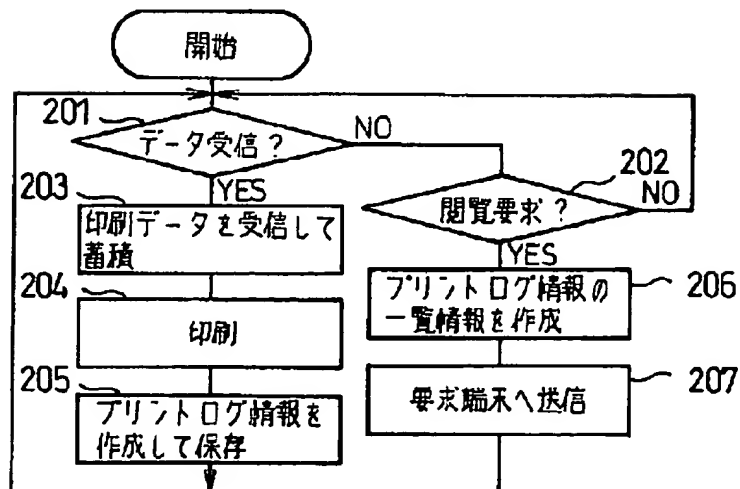 開始
201
データ受信?
NO
202
閲覧要求?
NO
203
YES
印刷データを受信して
蓄積
YES
204
プリントログ情報の
一覧情報を作成
206
印刷
205
要求端末へ送信
207
プリントログ情報を
作成して保存